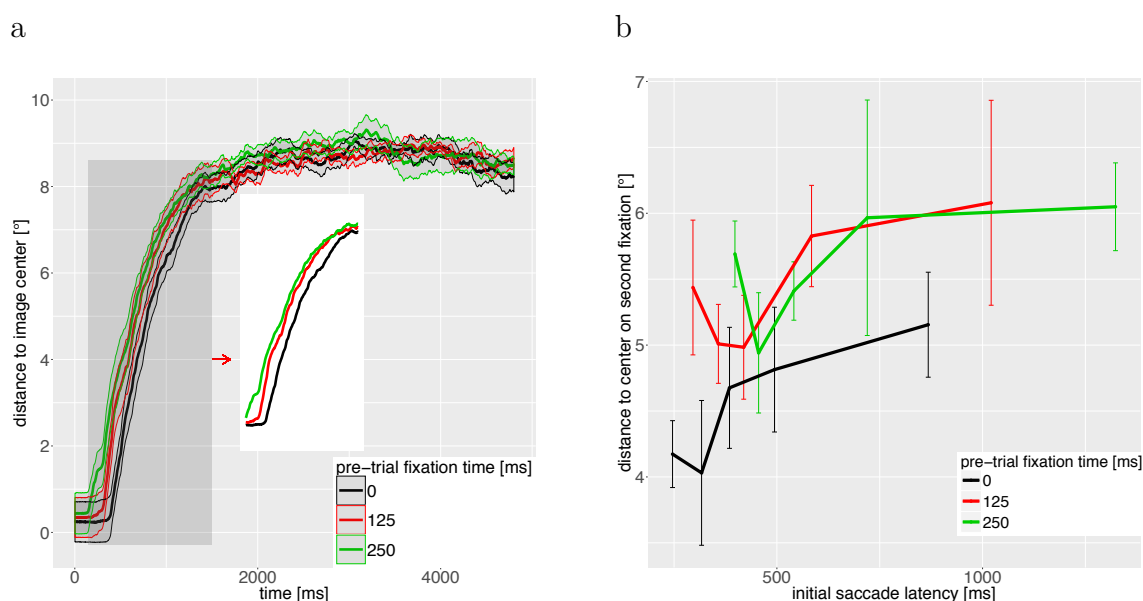 a
10
8
6
4
2
0
distance to image center [°]
0
2000
4000
time [ms]
pre−trial fixation time [ms]
0
125
250
b
7
6
5
4
distance to center on second fixation [°]
500
1000
initial saccade latency [ms]
pre−trial fixation time [ms]
0
125
250